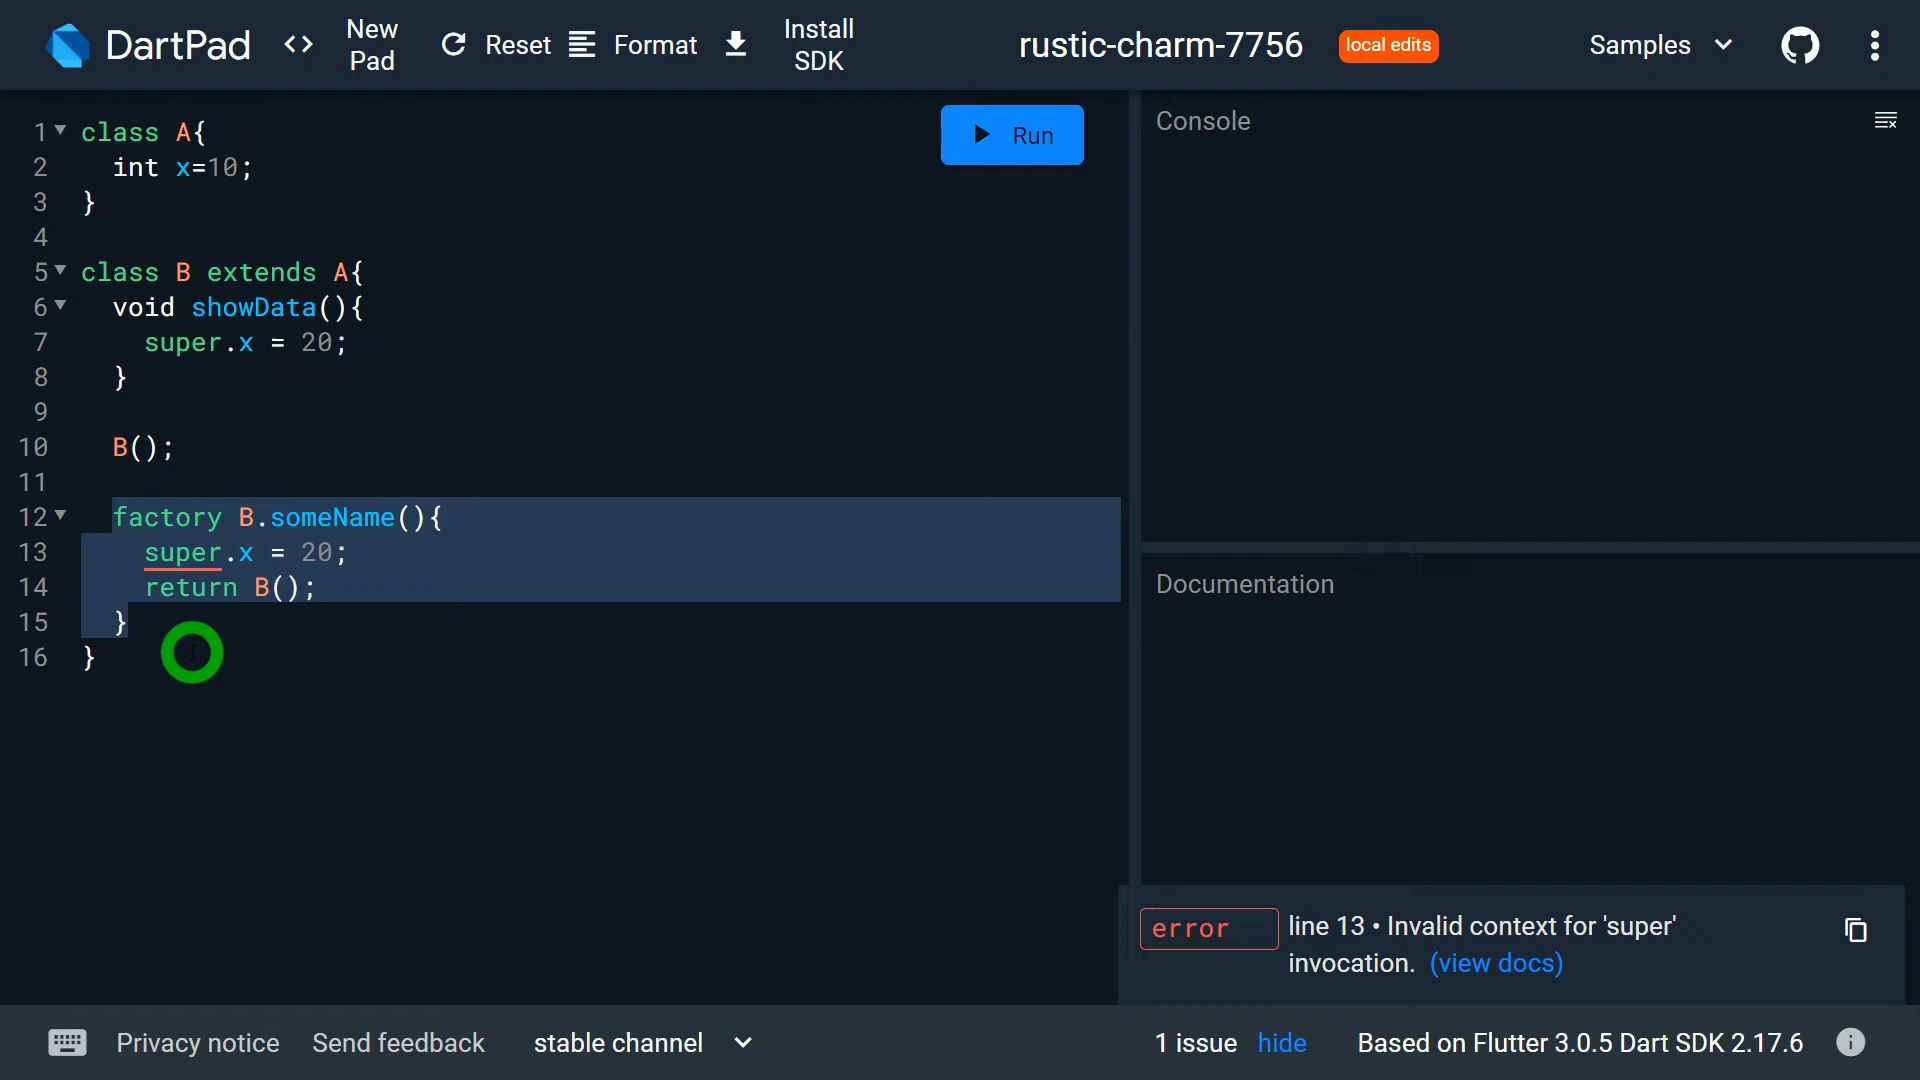 DartPad <> New Pad Reset Format Install SDK rustic-charm-7756 local edits Samples
Run
1 class A{
2 int x=10;
3 }
4
5 class B extends A{
6 void showData(){
7 super.x = 20;
8 }
9
10 B();
11
12 factory B.someName(){
13 super.x = 20;
14 return B();
15 }
16 }
Console
Documentation
error line 13 • Invalid context for 'super'
invocation. (view docs)
Privacy notice Send feedback stable channel 1 issue hide Based on Flutter 3.0.5 Dart SDK 2.17.6